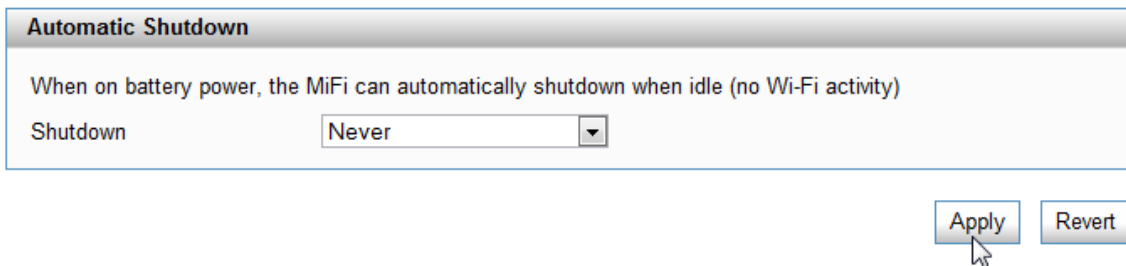 Automatic Shutdown
When on battery power, the MiFi can automatically shutdown when idle (no Wi-Fi activity)
Shutdown Never
Apply Revert